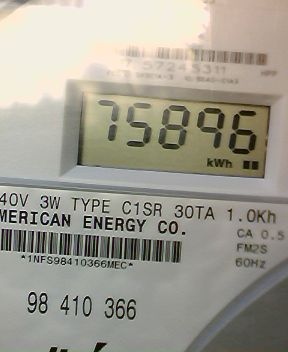 75896
kWh
40V 3W TYPE C1SR 30TA 1.0Kh
MERICAN ENERGY CO.
CA 0.5
*1NFS98410366MEC*
FM2S
60Hz
98 410 366